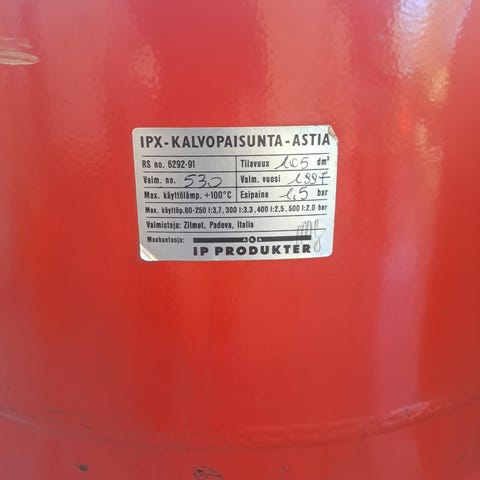 IPX-KALVOPAISUNTA-ASTIA
RS no. 6292-91 Tilavuus 105 dm³
Valm. no. 530 Valm. vuosi 1997
Max. käyttölämp. +100°C Esipaine 1,5 bar
Max. käyttöp. 80-250 l:3,7, 300 l:3,3, 400 l:2,5, 500 l:2,0 bar
Valmistaja: Zilmet, Padova, Italia
Maahantuoja:
IP PRODUKTER